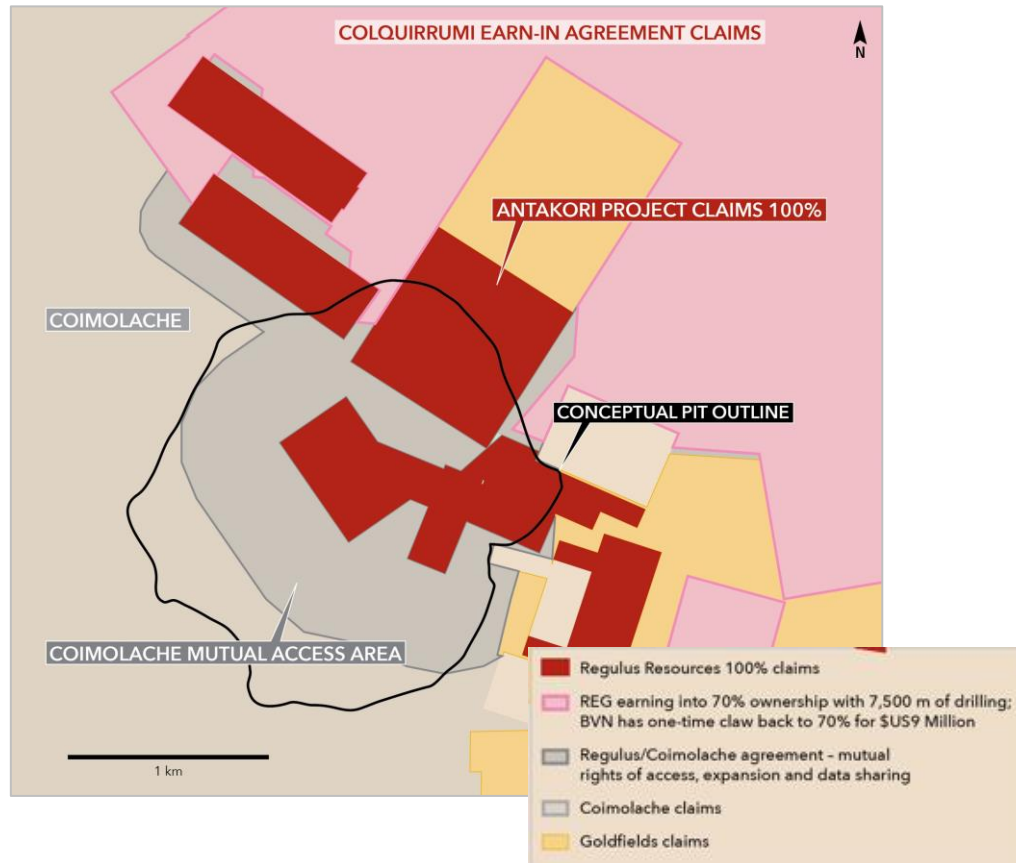 COLQUIRRUMI EARN-IN AGREEMENT CLAIMS
N
ANTAKORI PROJECT CLAIMS 100%
COIMOLACHE
CONCEPTUAL PIT OUTLINE
COIMOLACHE MUTUAL ACCESS AREA
1 km
Regulus Resources 100% claims
REG earning into 70% ownership with 7,500 m of drilling;
BVN has one-time claw back to 70% for $US9 Million
Regulus/Coimolache agreement – mutual
rights of access, expansion and data sharing
Coimolache claims
Goldfields claims